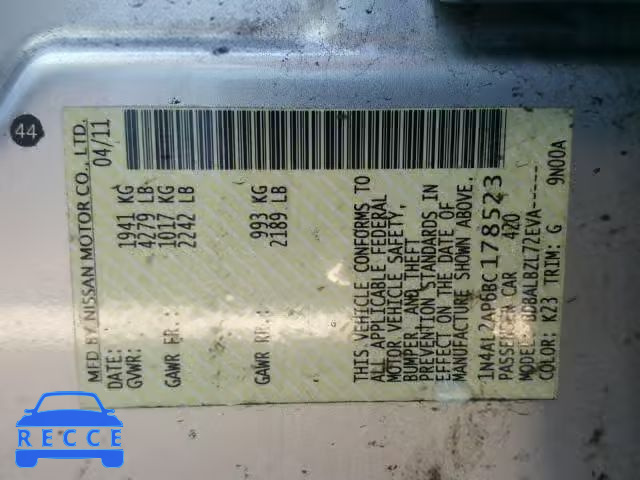 MFD BY NISSAN MOTOR CO., LTD.
DATE: 04/11
GVWR: 1941 KG
4279 LB
GAWR FR.: 1017 KG
2242 LB
GAWR RR.: 993 KG
2189 LB
THIS VEHICLE CONFORMS TO
ALL APPLICABLE FEDERAL
MOTOR VEHICLE SAFETY,
BUMPER, AND THEFT
PREVENTION STANDARDS IN
EFFECT ON THE DATE OF
MANUFACTURE SHOWN ABOVE.
1N4AL2AP6BC178523
PASSENGER CAR 420
MODEL: BDBALBZL72EVA-----
COLOR: K23 TRIM: G 9N00A
44
RECCE